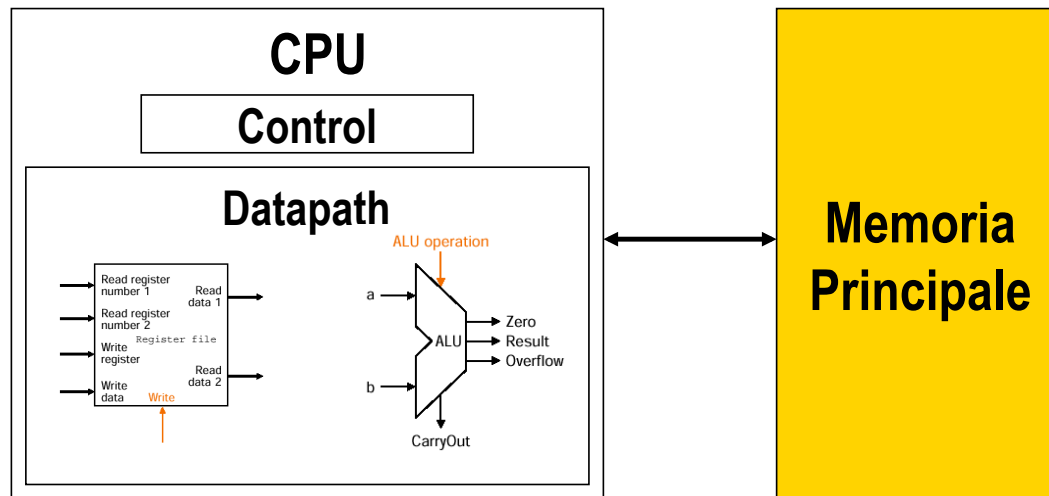 CPU
Control
Datapath
Read register
number 1
Read register
number 2
Write
register
Write
data
Read
data 1
Register file
Read
data 2
Write
ALU operation
a
b
ALU
Zero
Result
Overflow
CarryOut
Memoria
Principale